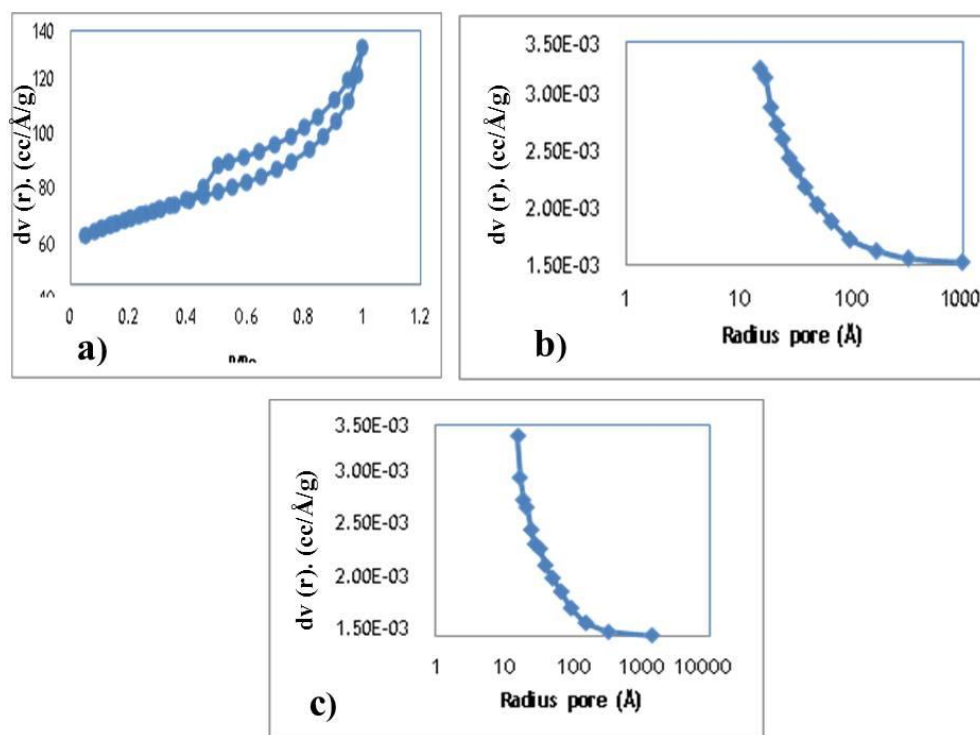 140
120
100
80
60
40
dv (r). (cc/Å/g)
0 0.2 0.4 0.6 0.8 1 1.2
a)
3.50E-03
3.00E-03
2.50E-03
2.00E-03
1.50E-03
dv (r). (cc/Å/g)
1 10 100 1000
Radius pore (Å)
b)
3.50E-03
3.00E-03
2.50E-03
2.00E-03
1.50E-03
dv (r). (cc/Å/g)
1 10 100 1000 10000
Radius pore (Å)
c)